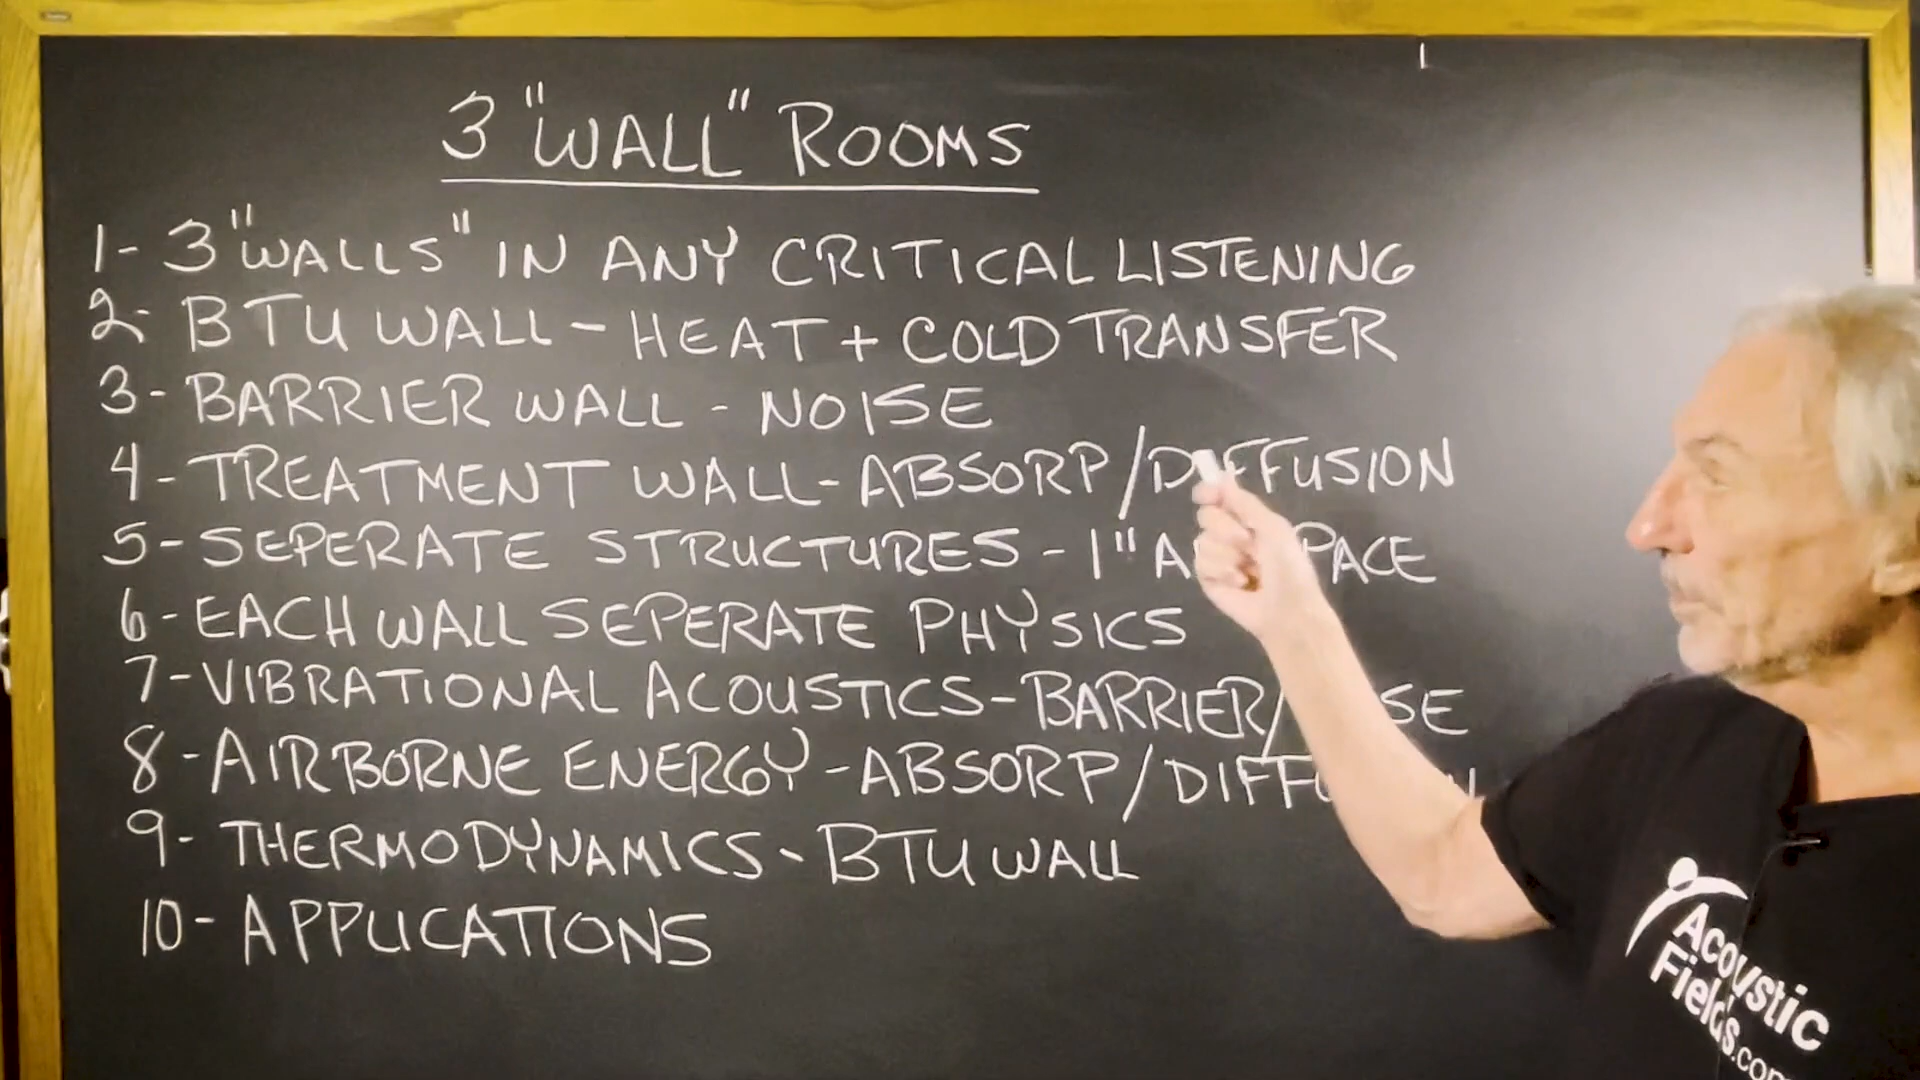 3 "WALL" ROOMS
1- 3 "WALLS" IN ANY CRITICAL LISTENING
2- BTU WALL - HEAT + COLD TRANSFER
3- BARRIER WALL - NOISE
4- TREATMENT WALL - ABSORP/DIFFUSION
5- SEPERATE STRUCTURES - 1"
6- EACH WALL SEPERATE PHYSICS
7- VIBRATIONAL ACOUSTICS - BARRIER/
8- AIRBORNE ENERGY - ABSORP/
9- THERMODYNAMICS - BTU WALL
10- APPLICATIONS
Acoustic
Fields.com